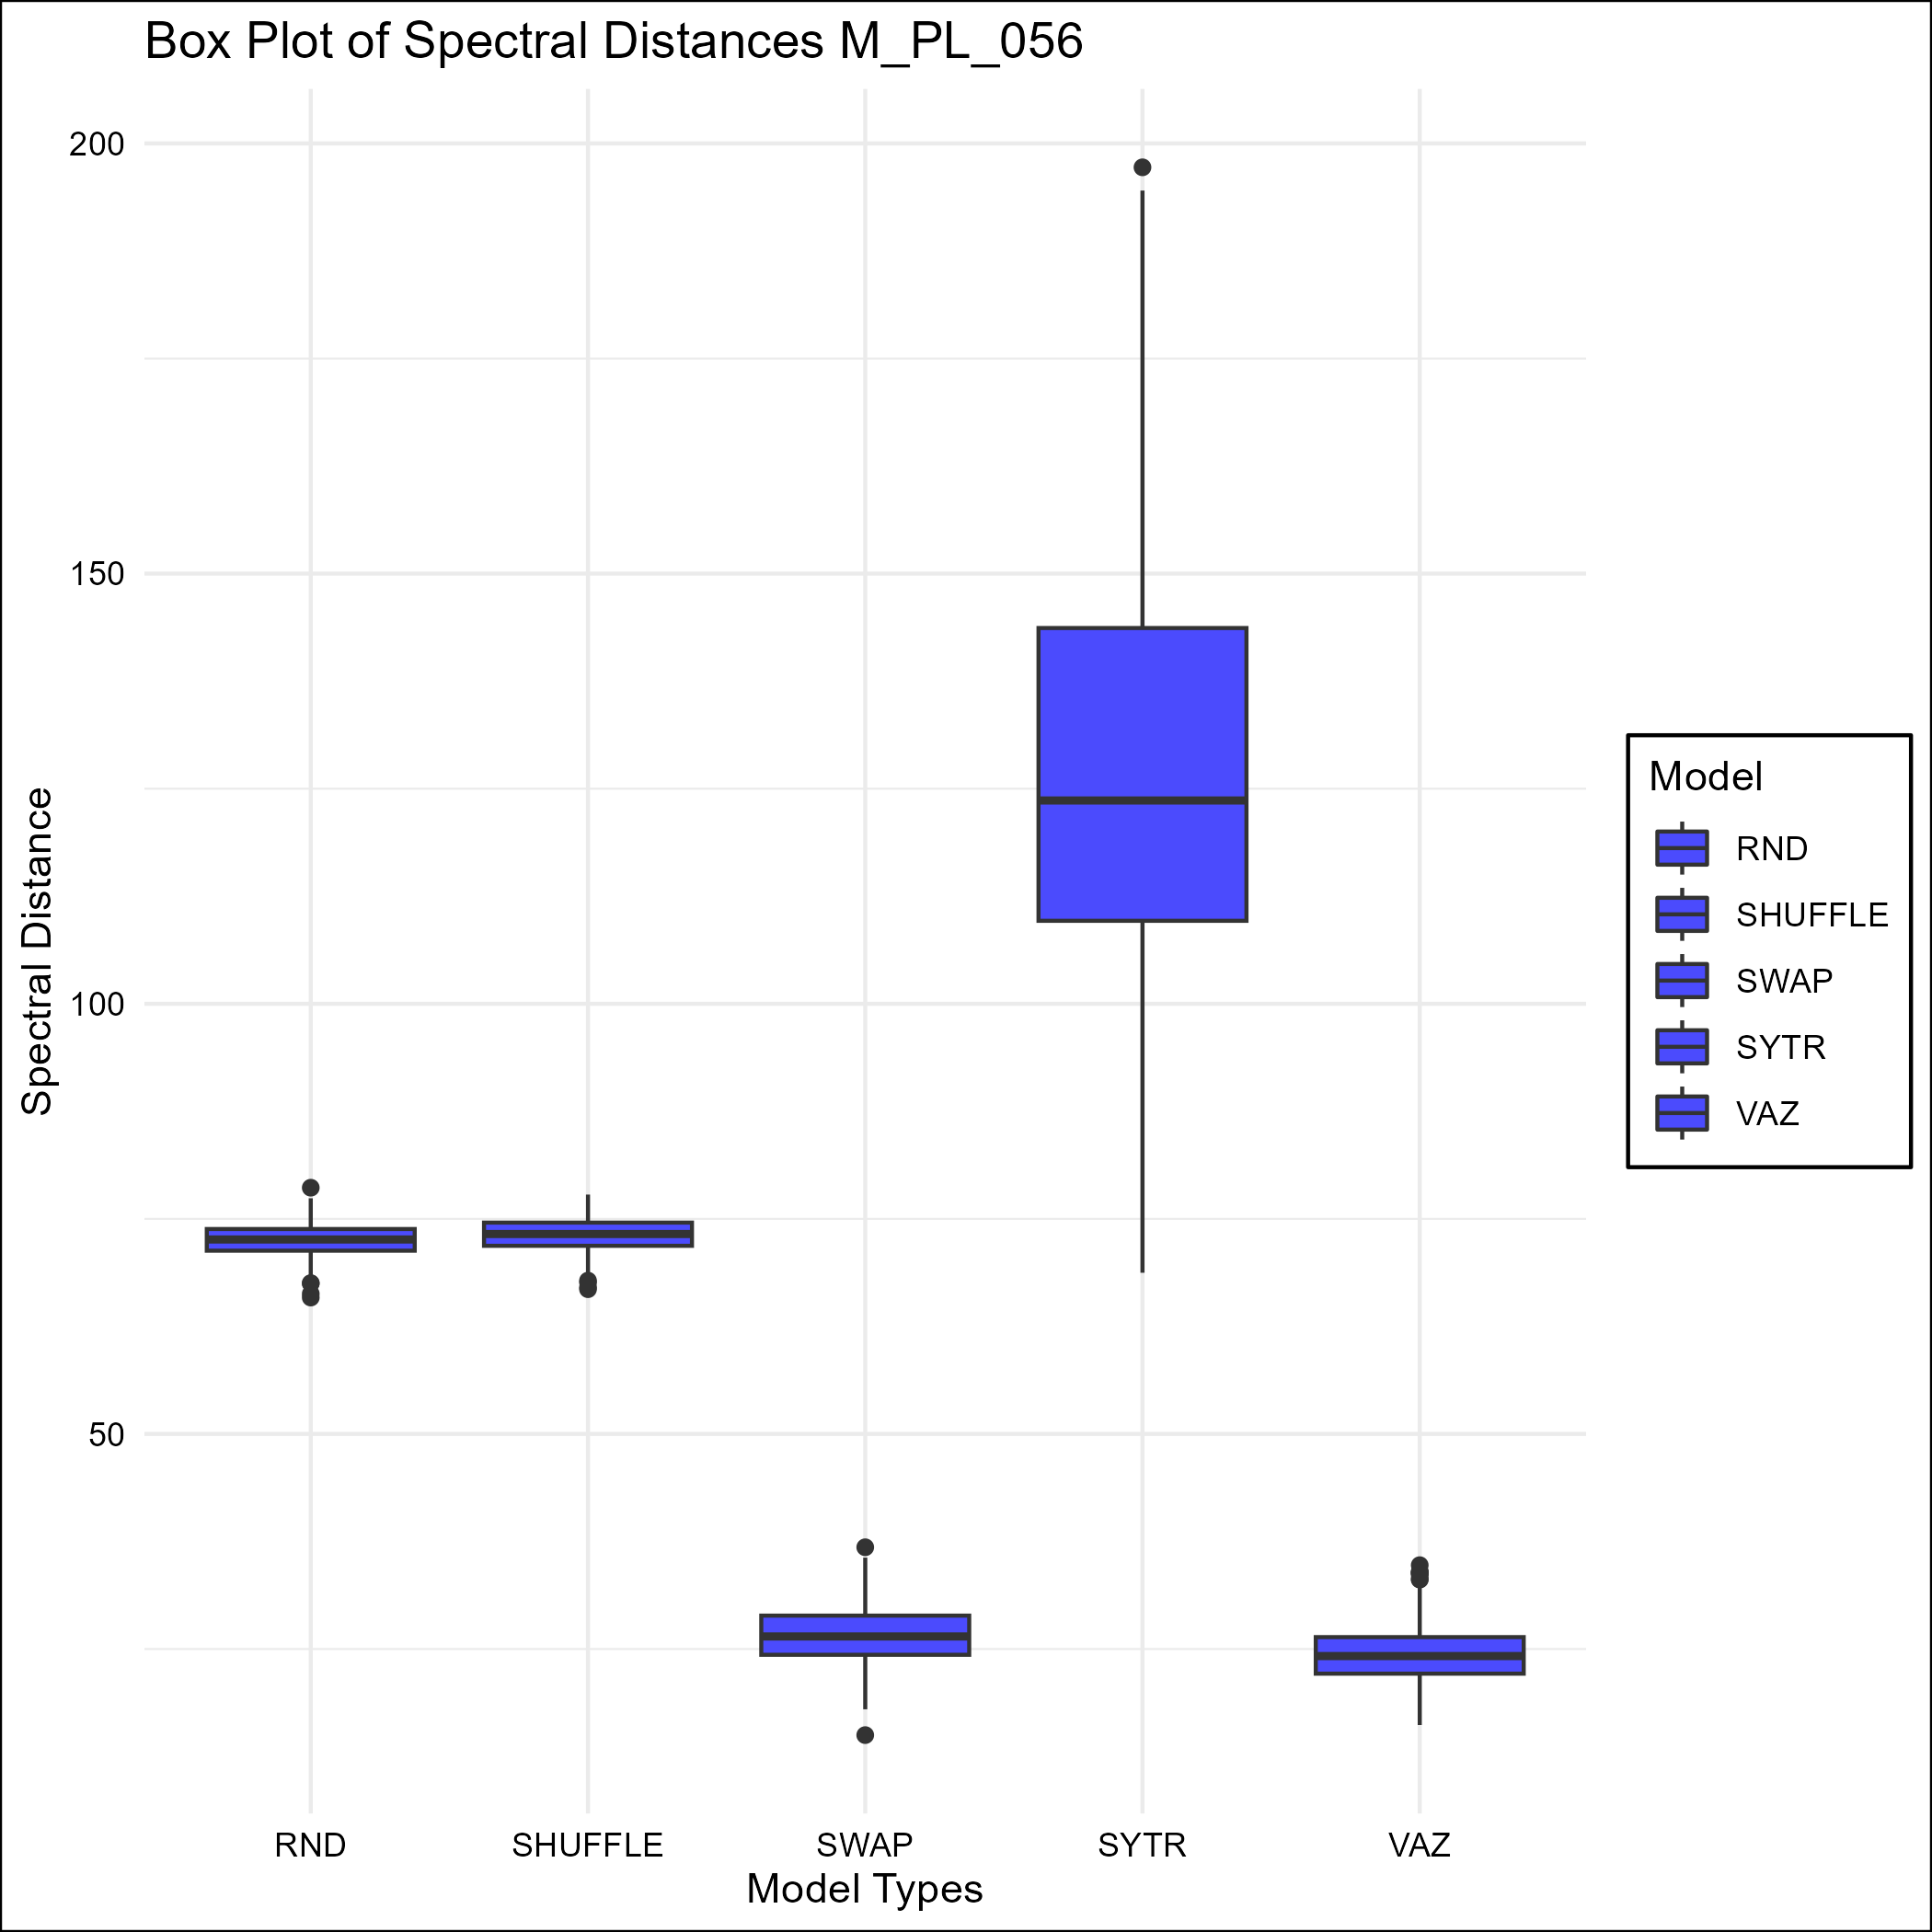 Box Plot of Spectral Distances M_PL_056
200
150
100
50
Spectral Distance
RND
SHUFFLE
SWAP
SYTR
VAZ
Model Types
Model
RND
SHUFFLE
SWAP
SYTR
VAZ